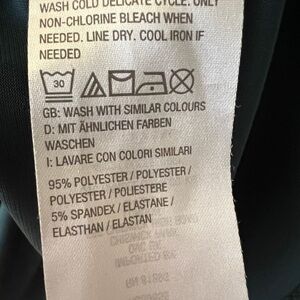 WASH COLD DELICATE CYCLE. ONLY
NON-CHLORINE BLEACH WHEN
NEEDED. LINE DRY. COOL IRON IF
NEEDED
30
GB: WASH WITH SIMILAR COLOURS
D: MIT ÄHNLICHEN FARBEN
WASCHEN
I: LAVARE CON COLORI SIMILARI
95% POLYESTER / POLYESTER /
POLYESTER / POLIESTERE
5% SPANDEX / ELASTANE /
ELASTHAN / ELASTAN